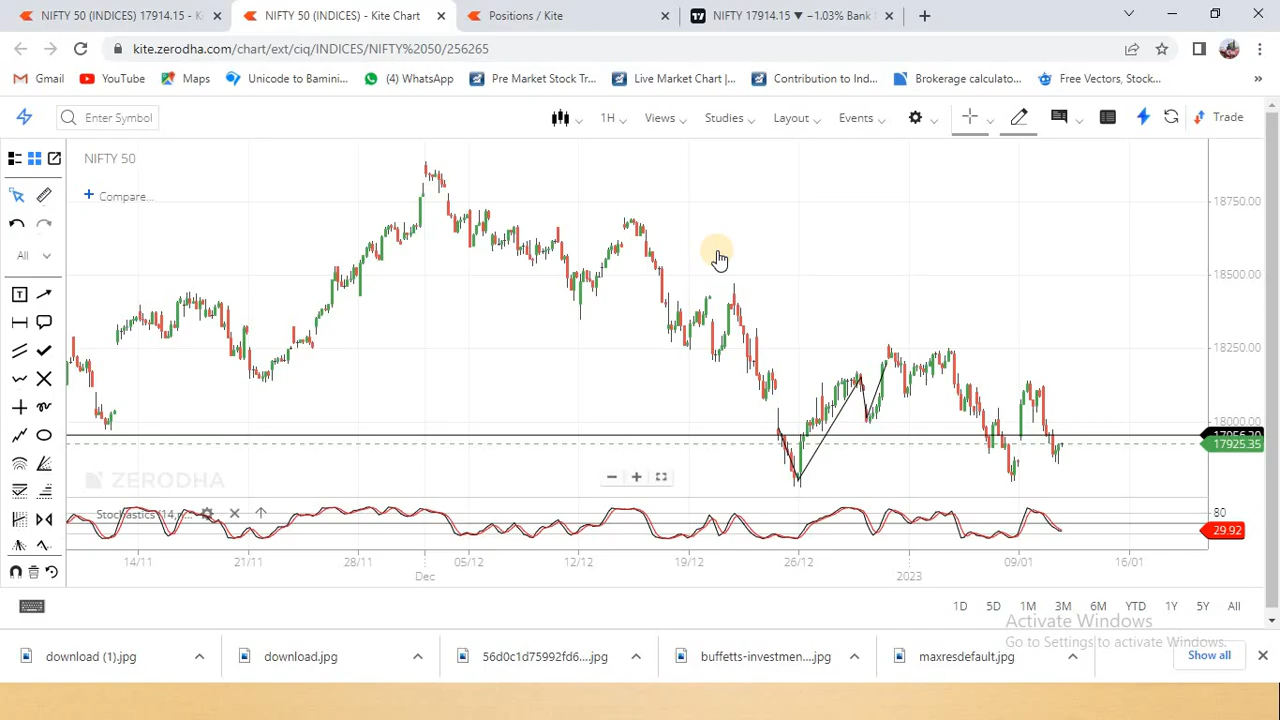 NIFTY 50 (INDICES) 17914.15 - K
NIFTY 50 (INDICES) - Kite Chart
Positions / Kite
NIFTY 17914.15 ▼ −1.03% Bank
kite.zerodha.com/chart/ext/ciq/INDICES/NIFTY%2050/256265
Gmail
YouTube
Maps
Unicode to Bamini...
(4) WhatsApp
Pre Market Stock Tr...
Live Market Chart |...
Contribution to Ind...
Brokerage calculato...
Free Vectors, Stock...
Enter Symbol
1H
Views
Studies
Layout
Events
Trade
NIFTY 50
+ Compare...
All
18750.00
18500.00
18250.00
18000.00
17925.35
ZERODHA
Stochastics (14,
80
29.92
14/11
21/11
28/11
05/12
12/12
19/12
26/12
09/01
16/01
Dec
2023
1D 5D 1M 3M 6M YTD 1Y 5Y All
Activate Windows
Go to Settings to activate Windows.
download (1).jpg
download.jpg
buffetts-investmen....jpg
maxresdefault.jpg
Show all